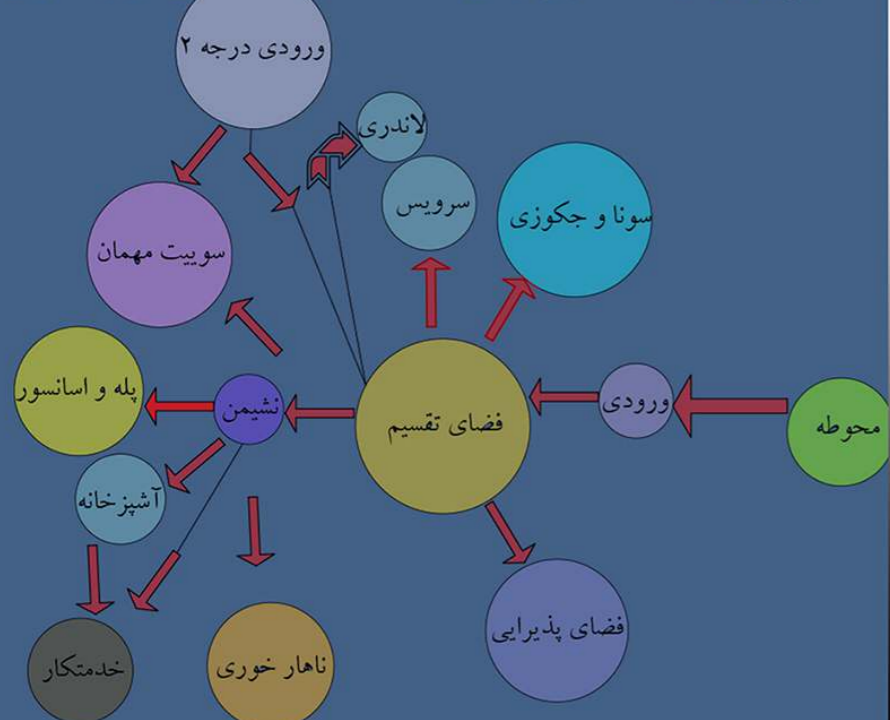 ورودی درجه ۲
لاندری
سرویس
سونا و جکوزی
سوییت مهمان
پله و اسانسور
نشیمن
فضای تقسیم
ورودی
محوطه
آشپزخانه
خدمتکار
ناهار خوری
فضای پذیرایی